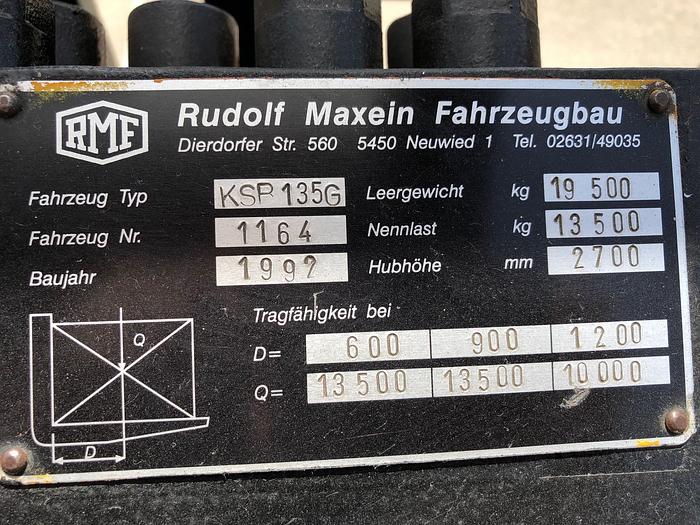 RMF
Rudolf Maxein Fahrzeugbau
Dierdorfer Str. 560 5450 Neuwied 1 Tel. 02631/49035
Fahrzeug Typ KSP 135G Leergewicht kg 19 500
Fahrzeug Nr. 1164 Nennlast kg 13 500
Baujahr 1992 Hubhöhe mm 2700
Tragfähigkeit bei
D= 600 900 1200
Q= 13500 13500 10000
Q
D